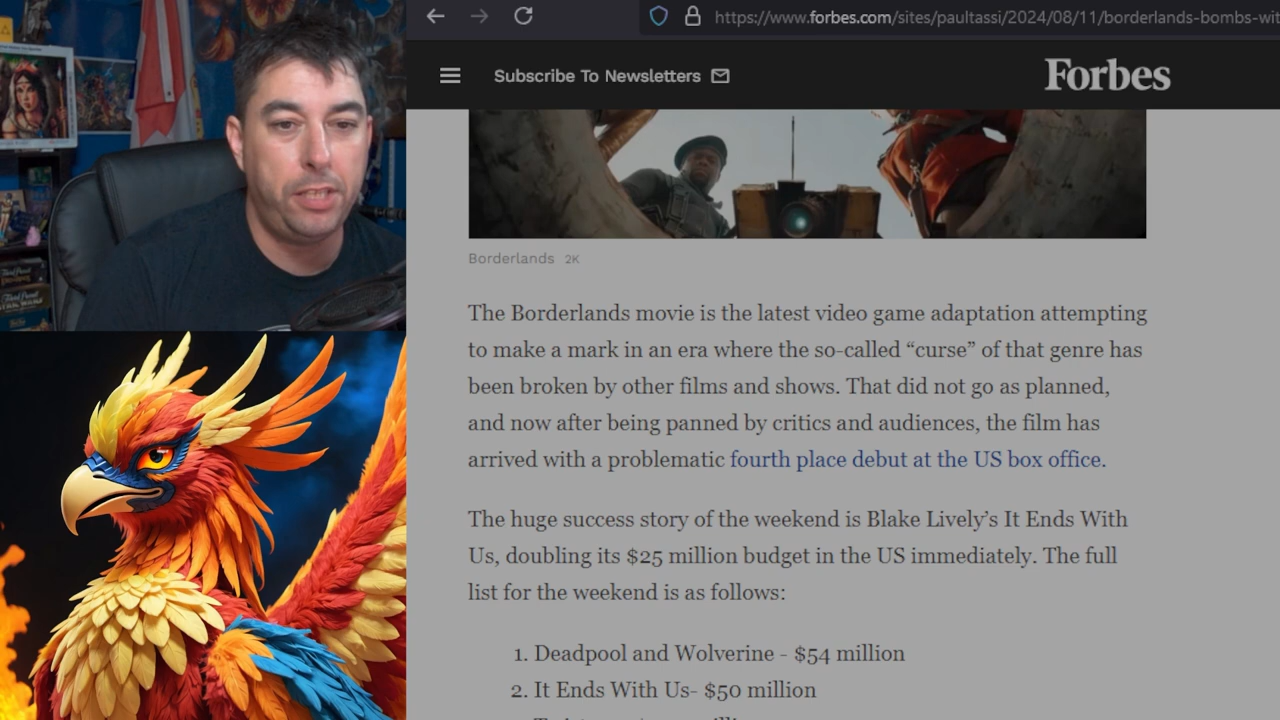 https://www.forbes.com/sites/paultassi/2024/08/11/borderlands-bombs-wit
Subscribe To Newsletters
Forbes
Borderlands 2K
The Borderlands movie is the latest video game adaptation attempting
to make a mark in an era where the so-called “curse” of that genre has
been broken by other films and shows. That did not go as planned,
and now after being panned by critics and audiences, the film has
arrived with a problematic fourth place debut at the US box office.
The huge success story of the weekend is Blake Lively’s It Ends With
Us, doubling its $25 million budget in the US immediately. The full
list for the weekend is as follows:
1. Deadpool and Wolverine - $54 million
2. It Ends With Us- $50 million